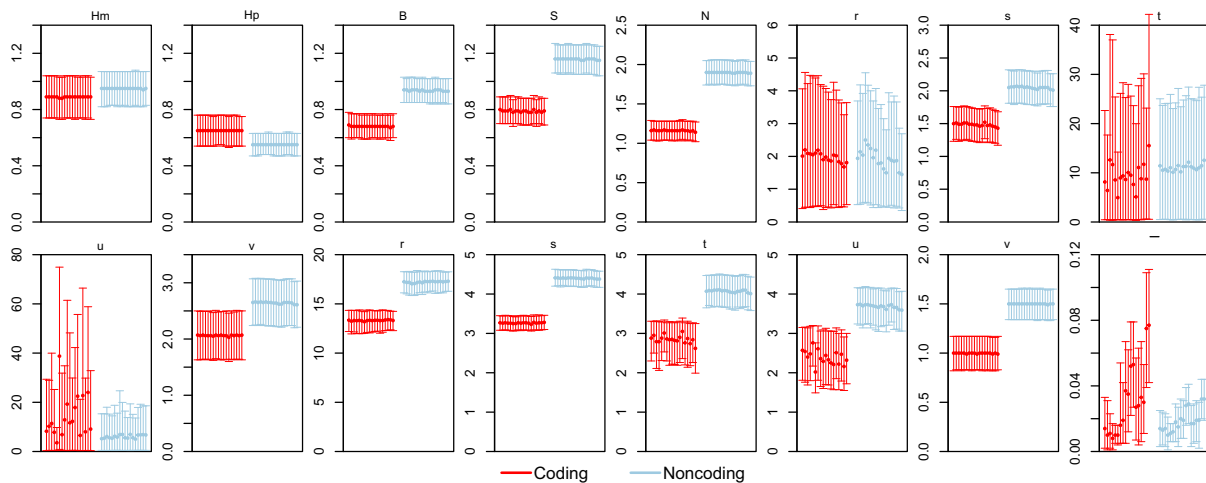 Hm
0.0 0.4 0.8 1.2
Hp
0.0 0.4 0.8 1.2
B
0.0 0.4 0.8 1.2
S
0.0 0.4 0.8 1.2
N
0.0 0.5 1.0 1.5 2.0 2.5
r
0 1 2 3 4 5 6
s
0.0 0.5 1.0 1.5 2.0 2.5 3.0
t
0 10 20 30 40
u
0 20 40 60 80
v
0.0 1.0 2.0 3.0
r
0 5 10 15 20
s
0 1 2 3 4 5
t
0 1 2 3 4 5
u
0 1 2 3 4 5
v
0.0 0.5 1.0 1.5 2.0
0.00 0.04 0.08 0.12
Coding
Noncoding